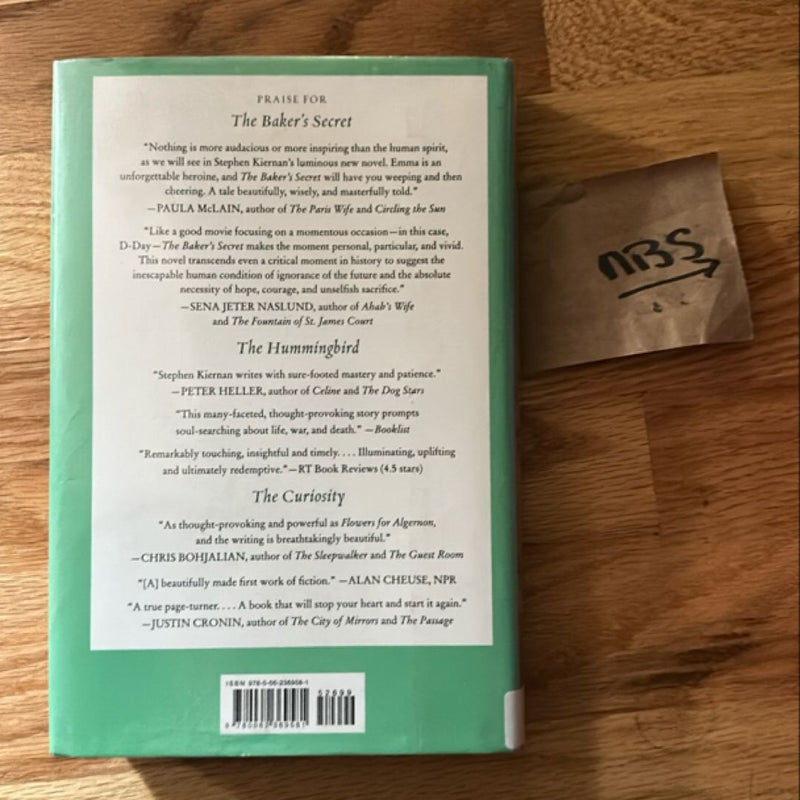 PRAISE FOR
The Baker's Secret
"Nothing is more audacious or more inspiring than the human spirit,
as we will see in Stephen Kiernan's luminous new novel. Emma is an
unforgettable heroine, and The Baker's Secret will have you weeping and then
cheering. A tale beautifully, wisely, and masterfully told."
—PAULA McLAIN, author of The Paris Wife and Circling the Sun
"Like a good movie focusing on a momentous occasion—in this case,
D-Day—The Baker's Secret makes the moment personal, particular, and vivid.
This novel transcends even a critical moment in history to suggest the
inescapable human condition of ignorance of the future and the absolute
necessity of hope, courage, and unselfish sacrifice."
—SENA JETER NASLUND, author of Ahab's Wife
and The Fountain of St. James Court
The Hummingbird
"Stephen Kiernan writes with sure-footed mastery and patience."
—PETER HELLER, author of Celine and The Dog Stars
"This many-faceted, thought-provoking story prompts
soul-searching about life, war, and death." —Booklist
"Remarkably touching, insightful and timely. . . . Illuminating, uplifting
and ultimately redemptive."—RT Book Reviews (4.5 stars)
The Curiosity
"As thought-provoking and powerful as Flowers for Algernon,
and the writing is breathtakingly beautiful."
—CHRIS BOHJALIAN, author of The Sleepwalker and The Guest Room
"[A] beautifully made first work of fiction." —ALAN CHEUSE, NPR
"A true page-turner. . . . A book that will stop your heart and start it again."
—JUSTIN CRONIN, author of The City of Mirrors and The Passage
ISBN
52699
NBS